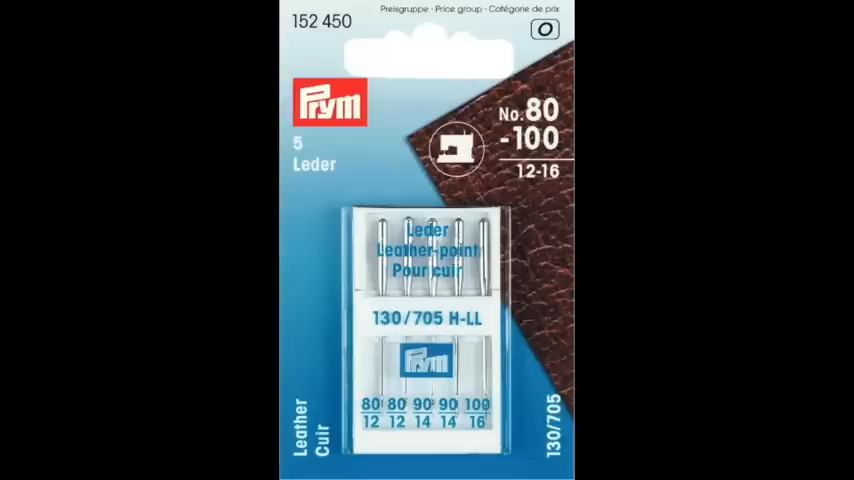 Preisgruppe · Price group · Catégorie de prix
152 450
O
Prym
No.80
-100
12-16
5
Leder
Leder
Leather-point
Pour cuir
130/705 H-LL
Prym
80 80 90 90 100
12 12 14 14 16
Leather
Cuir
130/705